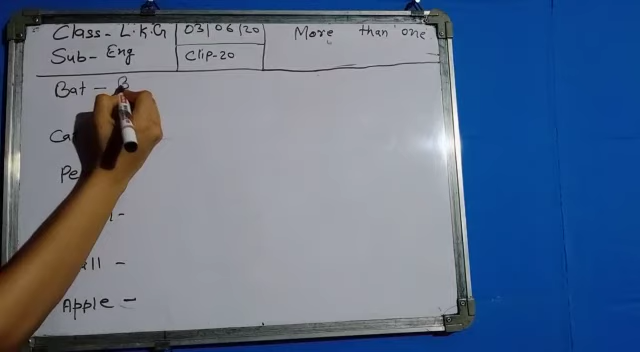 Class- L.K.G 03/06/20 More than one
Sub- Eng Clip-20
Bat - B
Apple -